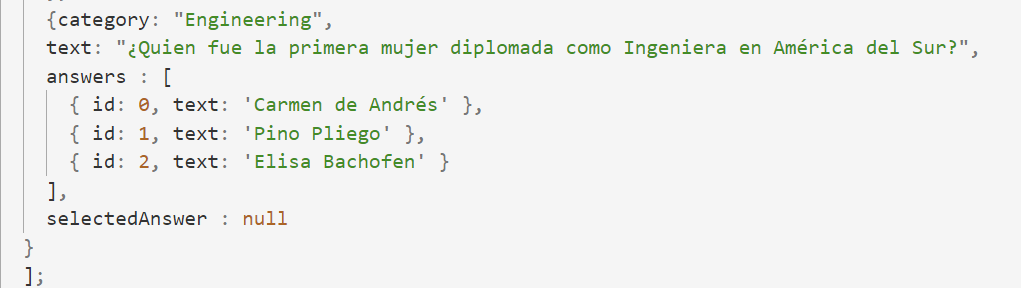 {category: "Engineering",
text: "¿Quien fue la primera mujer diplomada como Ingeniera en América del Sur?",
answers : [
{ id: 0, text: 'Carmen de Andrés' },
{ id: 1, text: 'Pino Pliego' },
{ id: 2, text: 'Elisa Bachofen' }
],
selectedAnswer : null
}
];